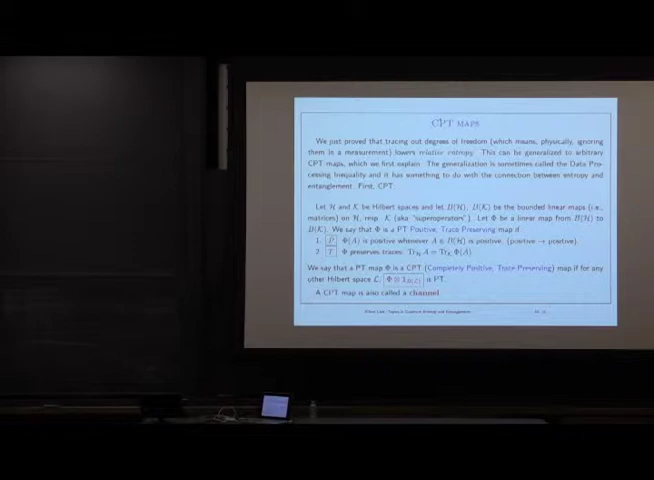 CPT MAPS
We just proved that tracing out degrees of freedom (which means, physically, ignoring
them in a measurement) lowers relative entropy. This can be generalized to arbitrary
CPT maps, which we first explain. The generalization is sometimes called the Data Pro-
cessing Inequality and it has something to do with the connection between entropy and
entanglement. First, CPT.
Let H and K be Hilbert spaces and let B(H), B(K) be the bounded linear maps (i.e.,
matrices) on H, resp. K (aka "superoperators"). Let Φ be a linear map from B(H) to
B(K). We say that Φ is a PT Positive, Trace Preserving map if
1. P Φ(A) is positive whenever A ∈ B(H) is positive. (positive → positive)
2. T Φ preserves traces: Tr_H A = Tr_K Φ(A)
We say that a PT map Φ is a CPT (Completely Positive, Trace Preserving) map if for any
other Hilbert space L, Φ ⊗ 1_B(L) is PT.
A CPT map is also called a channel